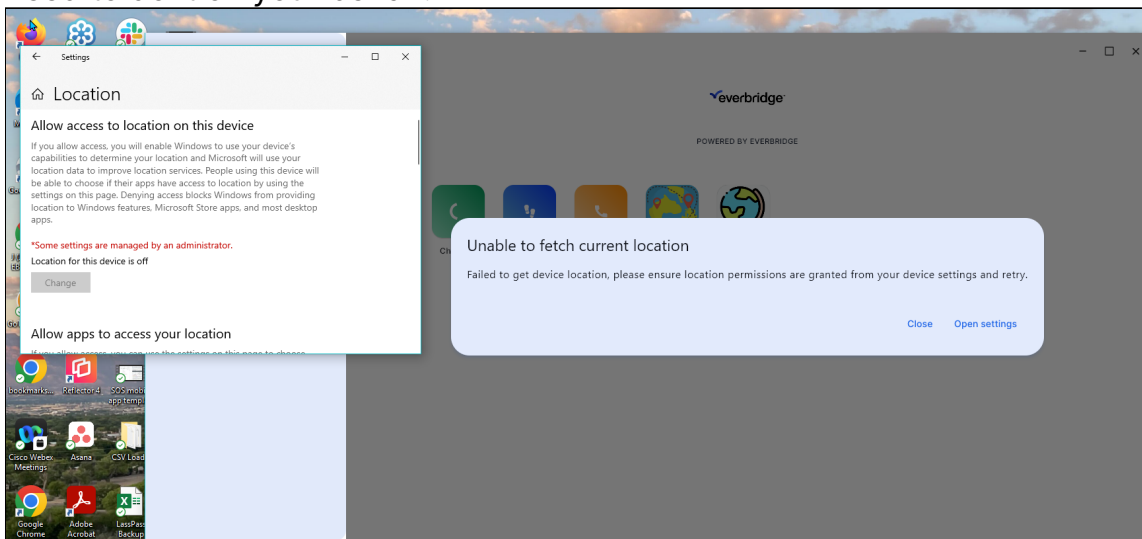 Settings
Location
Allow access to location on this device
If you allow access, you will enable Windows to use your device's
capabilities to determine your location and Microsoft will use your
location data to improve location services. People using this device will
be able to choose if their apps have access to location by using the
settings on this page. Denying access blocks Windows from providing
location to Windows features, Microsoft Store apps, and most desktop
apps.
*Some settings are managed by an administrator.
Location for this device is off
Change
Allow apps to access your location
everbridge
POWERED BY EVERBRIDGE
Unable to fetch current location
Failed to get device location, please ensure location permissions are granted from your device settings and retry.
Close Open settings
bookmarks... Reflector 4 SOS mobi
app templ
Cisco Webex Asana CSV Load
Meetings
Google Adobe LassPas
Chrome Acrobat Backup